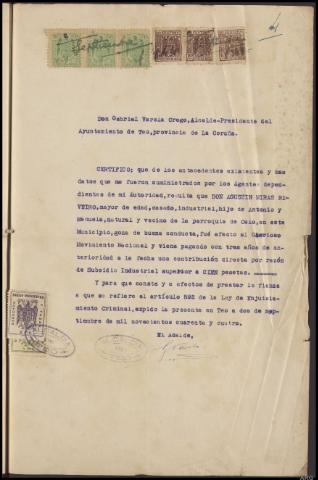 4
Don Gabriel Varela Crego, Alcalde-Presidente del
Ayuntamiento de Teo, provincia de La Coruña.
CERTIFICO; que de los antecedentes existentes y mas
datos que me fueron suministrados por los Agentes depen-
dientes de mi Autoridad, resulta que DON AGUSTIN MIRAS RI-
VEIRO, mayor de edad, casado, industrial, hijo de Antonio y
Manuela, natural y vecino de la parroquia de Calo, en este
Municipio, goza de buena conducta, fué afecto al Glorioso
Movimiento Nacional y viene pagando con tres años de an-
terioridad a la fecha una contribución directa por razón
de Subsidio Industrial superior a CIEN pesetas.
Y para que conste y a efectos de prestar la fianza
a que se refiere el artículo 592 de la Ley de Enjuicia-
miento Criminal, expido la presente en Teo a dos de sep-
tiembre de mil novecientos cuarenta y cuatro.
El Alcalde,